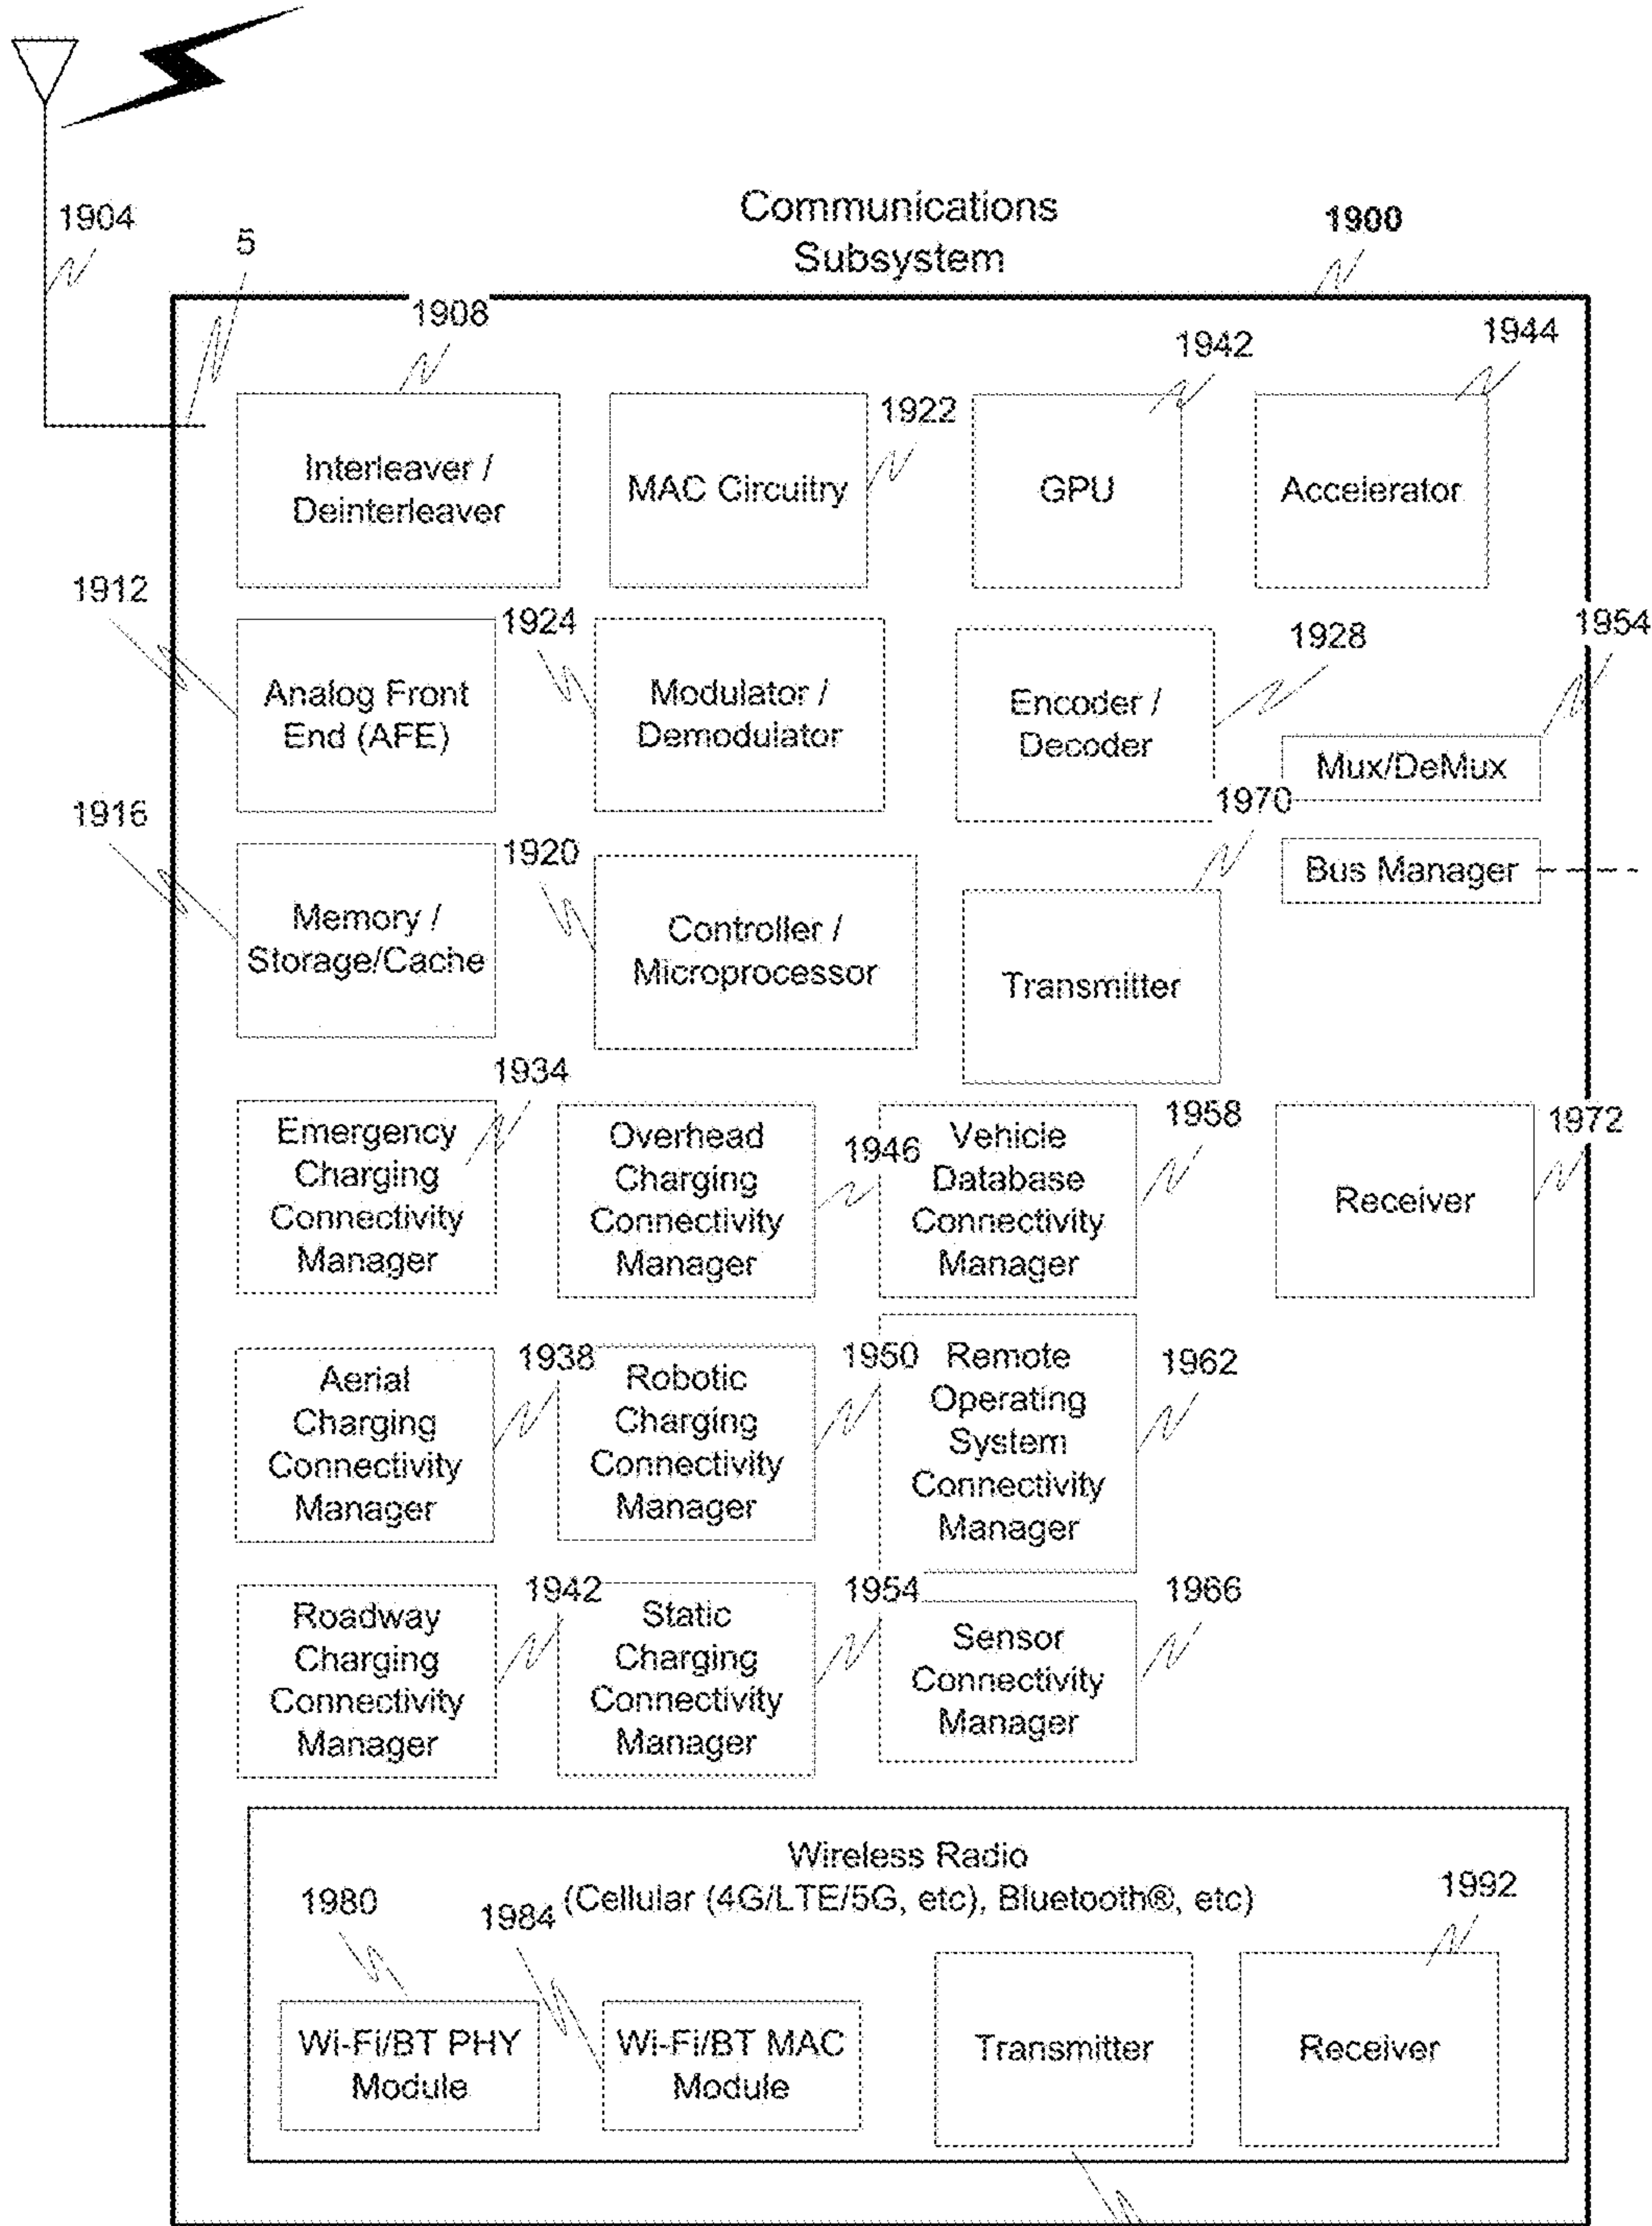 1904
5
Communications
Subsystem
1900
1908
1942
1944
1922
Interleaver /
Deinterleaver
MAC Circuitry
GPU
Accelerator
1912
1924
1928
1954
Analog Front
End (AFE)
Modulator /
Demodulator
Encoder /
Decoder
Mux/DeMux
1970
1916
1920
Bus Manager
Memory /
Storage/Cache
Controller /
Microprocessor
Transmitter
1934
Emergency
Charging
Connectivity
Manager
Overhead
Charging
Connectivity
Manager
1946
Vehicle
Database
Connectivity
Manager
1958
Receiver
1972
Aerial
Charging
Connectivity
Manager
1938
Robotic
Charging
Connectivity
Manager
1950
Remote
Operating
System
Connectivity
Manager
1962
Roadway
Charging
Connectivity
Manager
1942
Static
Charging
Connectivity
Manager
1954
Sensor
Connectivity
Manager
1966
Wireless Radio
(Cellular (4G/LTE/5G, etc), Bluetooth®, etc)
1980
1984
1992
Wi-Fi/BT PHY
Module
Wi-Fi/BT MAC
Module
Transmitter
Receiver